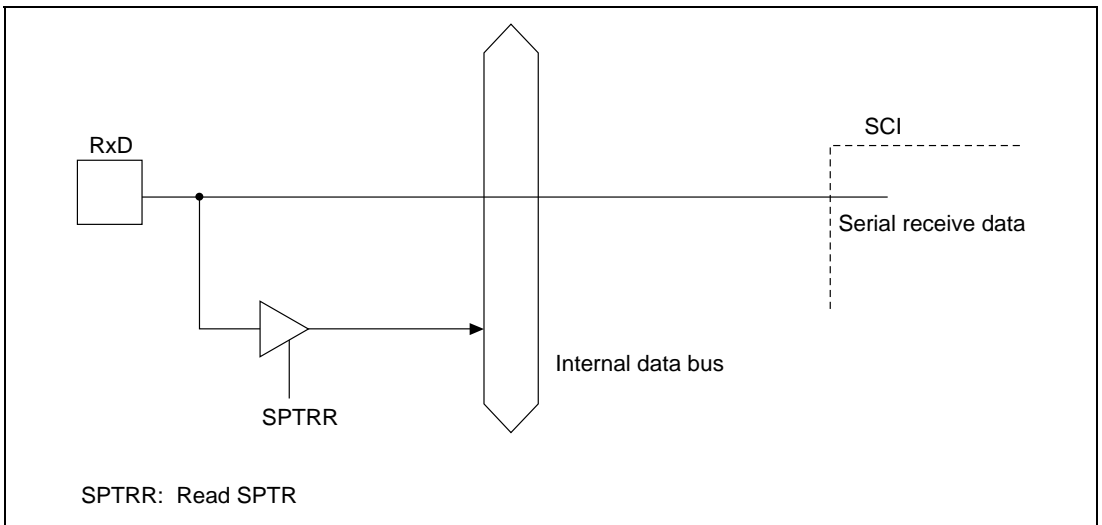 SCI
RxD
Serial receive data
Internal data bus
SPTRR
SPTRR: Read SPTR